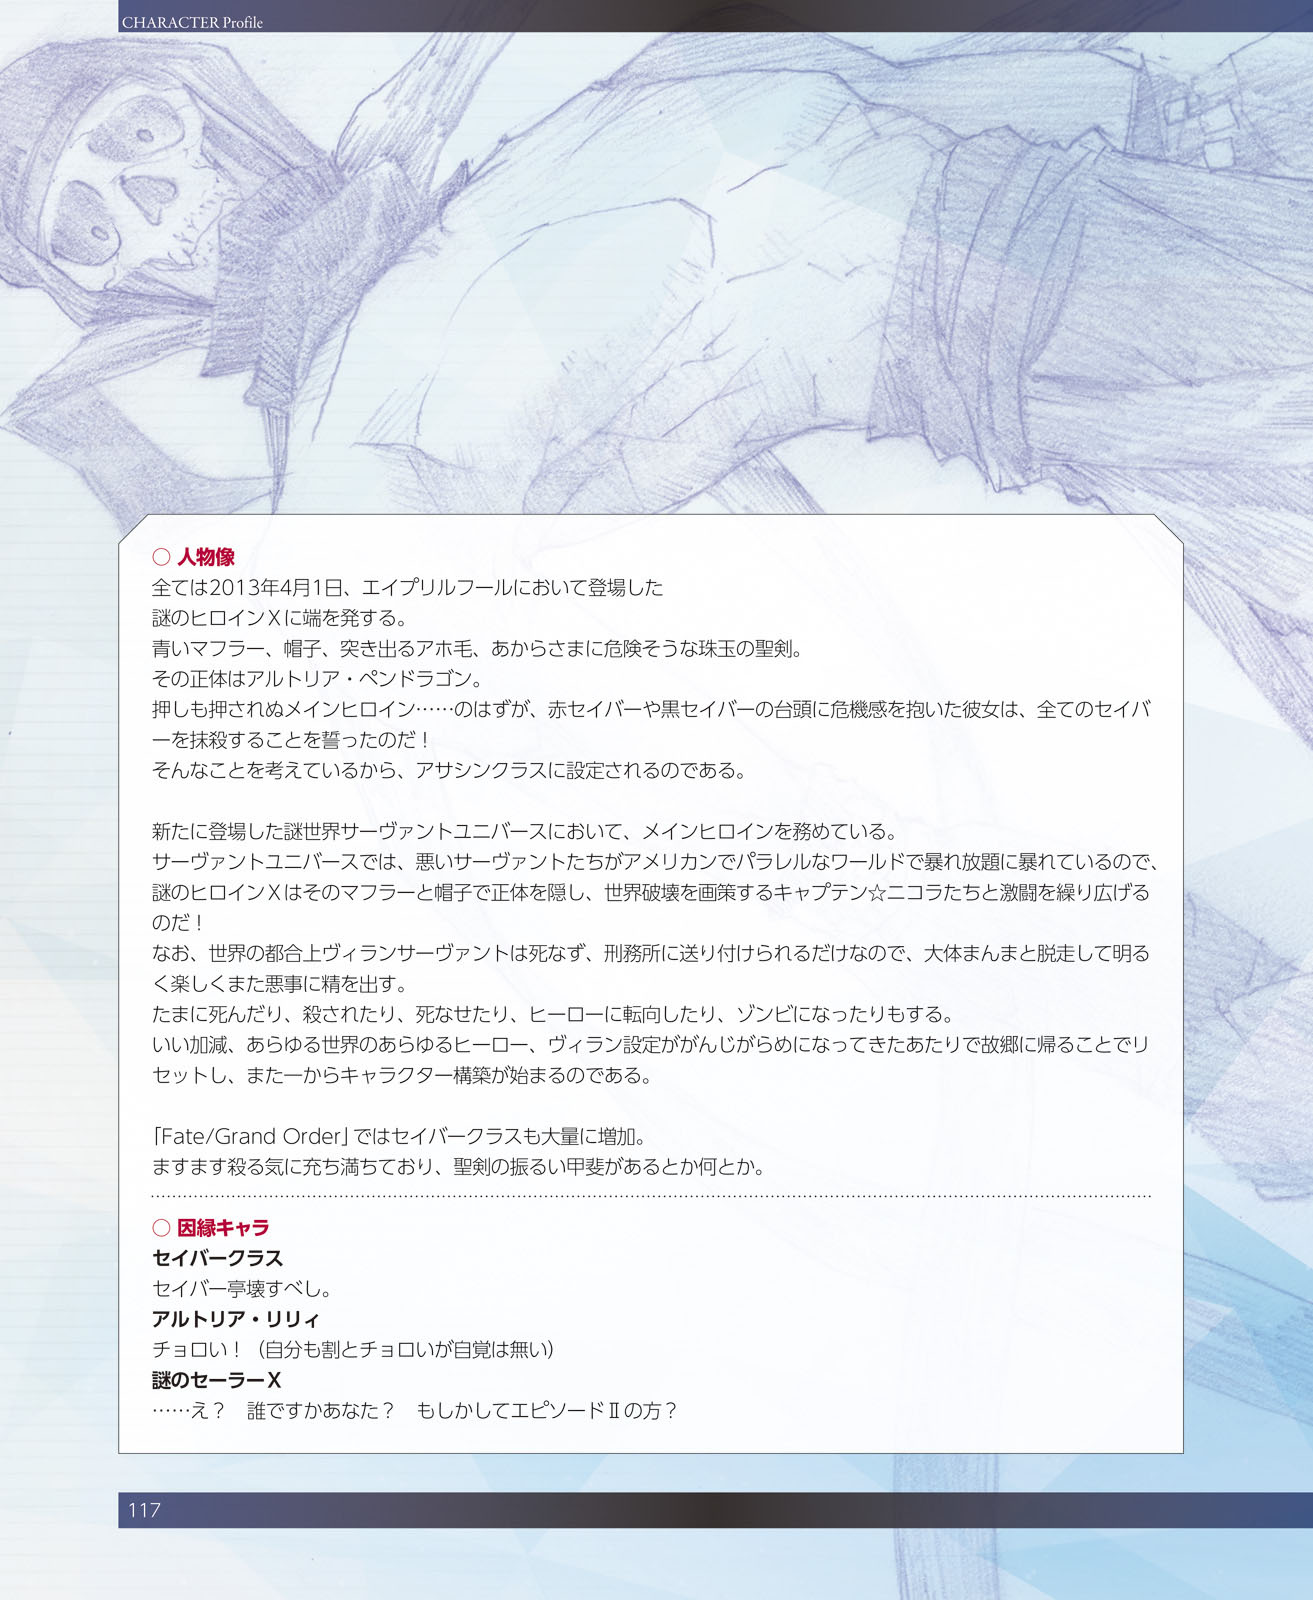 CHARACTER Profile
○ 人物像
全ては2013年4月1日、エイプリルフールにおいて登場した
謎のヒロインXに端を発する。
青いマフラー、帽子、突き出るアホ毛、あからさまに危険そうな珠玉の聖剣。
その正体はアルトリア・ペンドラゴン。
押しも押されぬメインヒロイン……のはずが、赤セイバーや黒セイバーの台頭に危機感を抱いた彼女は、全てのセイバ
ーを抹殺することを誓ったのだ！
そんなことを考えているから、アサシンクラスに設定されるのである。
新たに登場した謎世界サーヴァントユニバースにおいて、メインヒロインを務めている。
サーヴァントユニバースでは、悪いサーヴァントたちがアメリカンでパラレルなワールドで暴れ放題に暴れているので、
謎のヒロインXはそのマフラーと帽子で正体を隠し、世界破壊を画策するキャプテン☆ニコラたちと激闘を繰り広げる
のだ！
なお、世界の都合上ヴィランサーヴァントは死なず、刑務所に送り付けられるだけなので、大体まんまと脱走して明る
く楽しくまた悪事に精を出す。
たまに死んだり、殺されたり、死なせたり、ヒーローに転向したり、ゾンビになったりもする。
いい加減、あらゆる世界のあらゆるヒーロー、ヴィラン設定ががんじがらめになってきたあたりで故郷に帰ることでリ
セットし、また一からキャラクター構築が始まるのである。
「Fate/Grand Order」ではセイバークラスも大量に増加。
ますます殺る気に充ち満ちており、聖剣の振るい甲斐があるとか何とか。
○ 因縁キャラ
セイバークラス
セイバー亭壊すべし。
アルトリア・リリィ
チョロい！（自分も割とチョロいが自覚は無い）
謎のセーラーX
……え？　誰ですかあなた？　もしかしてエピソードⅡの方？
117